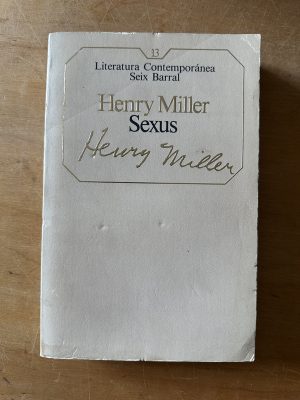 13
Literatura Contemporánea
Seix Barral
Henry Miller
Sexus
Henry Miller